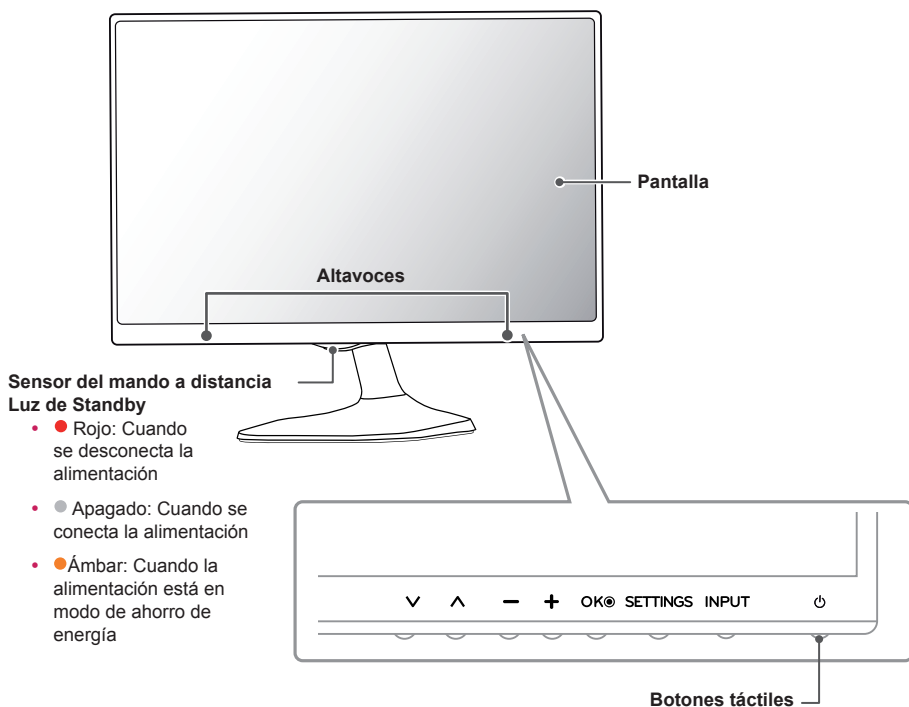 Pantalla
Altavoces
Sensor del mando a distancia
Luz de Standby
• Rojo: Cuando
se desconecta la
alimentación
• Apagado: Cuando se
conecta la alimentación
• Ámbar: Cuando la
alimentación está en
modo de ahorro de
energía
OK SETTINGS INPUT
Botones táctiles